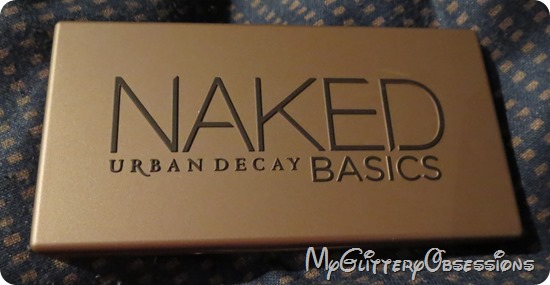 NAKED
URBAN DECAY BASICS
MyGlitteryObsessions